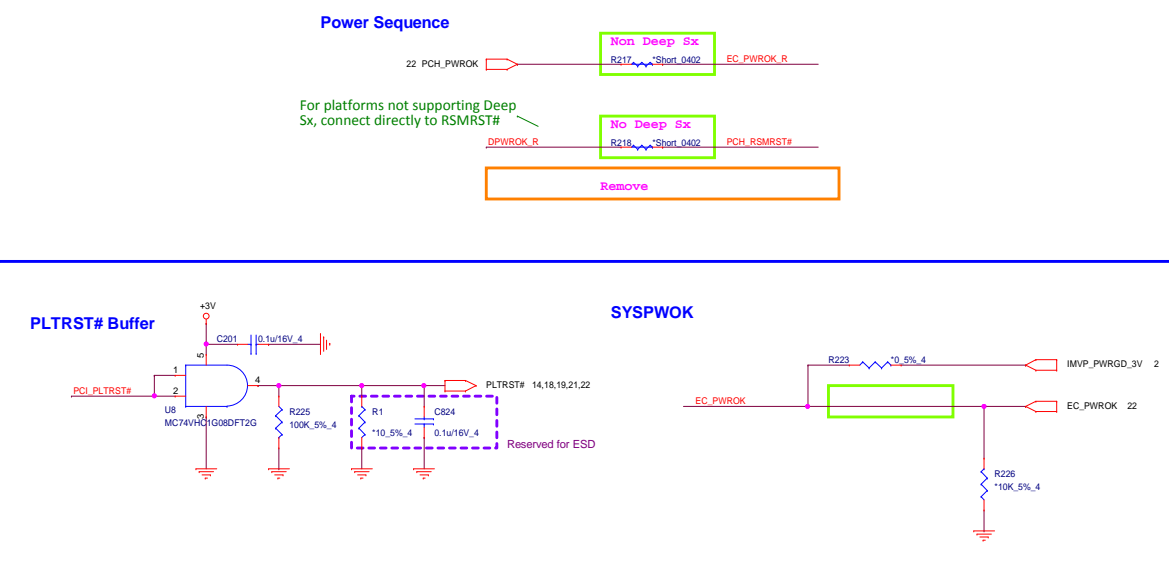 Power Sequence
Non Deep Sx
22 PCH_PWROK
R217
*Short_0402
EC_PWROK_R
For platforms not supporting Deep
Sx, connect directly to RSMRST#
No Deep Sx
DPWROK_R
R218
*Short_0402
PCH_RSMRST#
Remove
PLTRST# Buffer
+3V
C201
0.1u/16V_4
5
1
2
4
3
PCI_PLTRST#
U8
MC74VHC1G08DFT2G
R225
100K_5%_4
R1
*10_5%_4
C824
0.1u/16V_4
PLTRST# 14,18,19,21,22
Reserved for ESD
SYSPWOK
R223
*0_5%_4
IMVP_PWRGD_3V 2
EC_PWROK
EC_PWROK 22
R226
*10K_5%_4